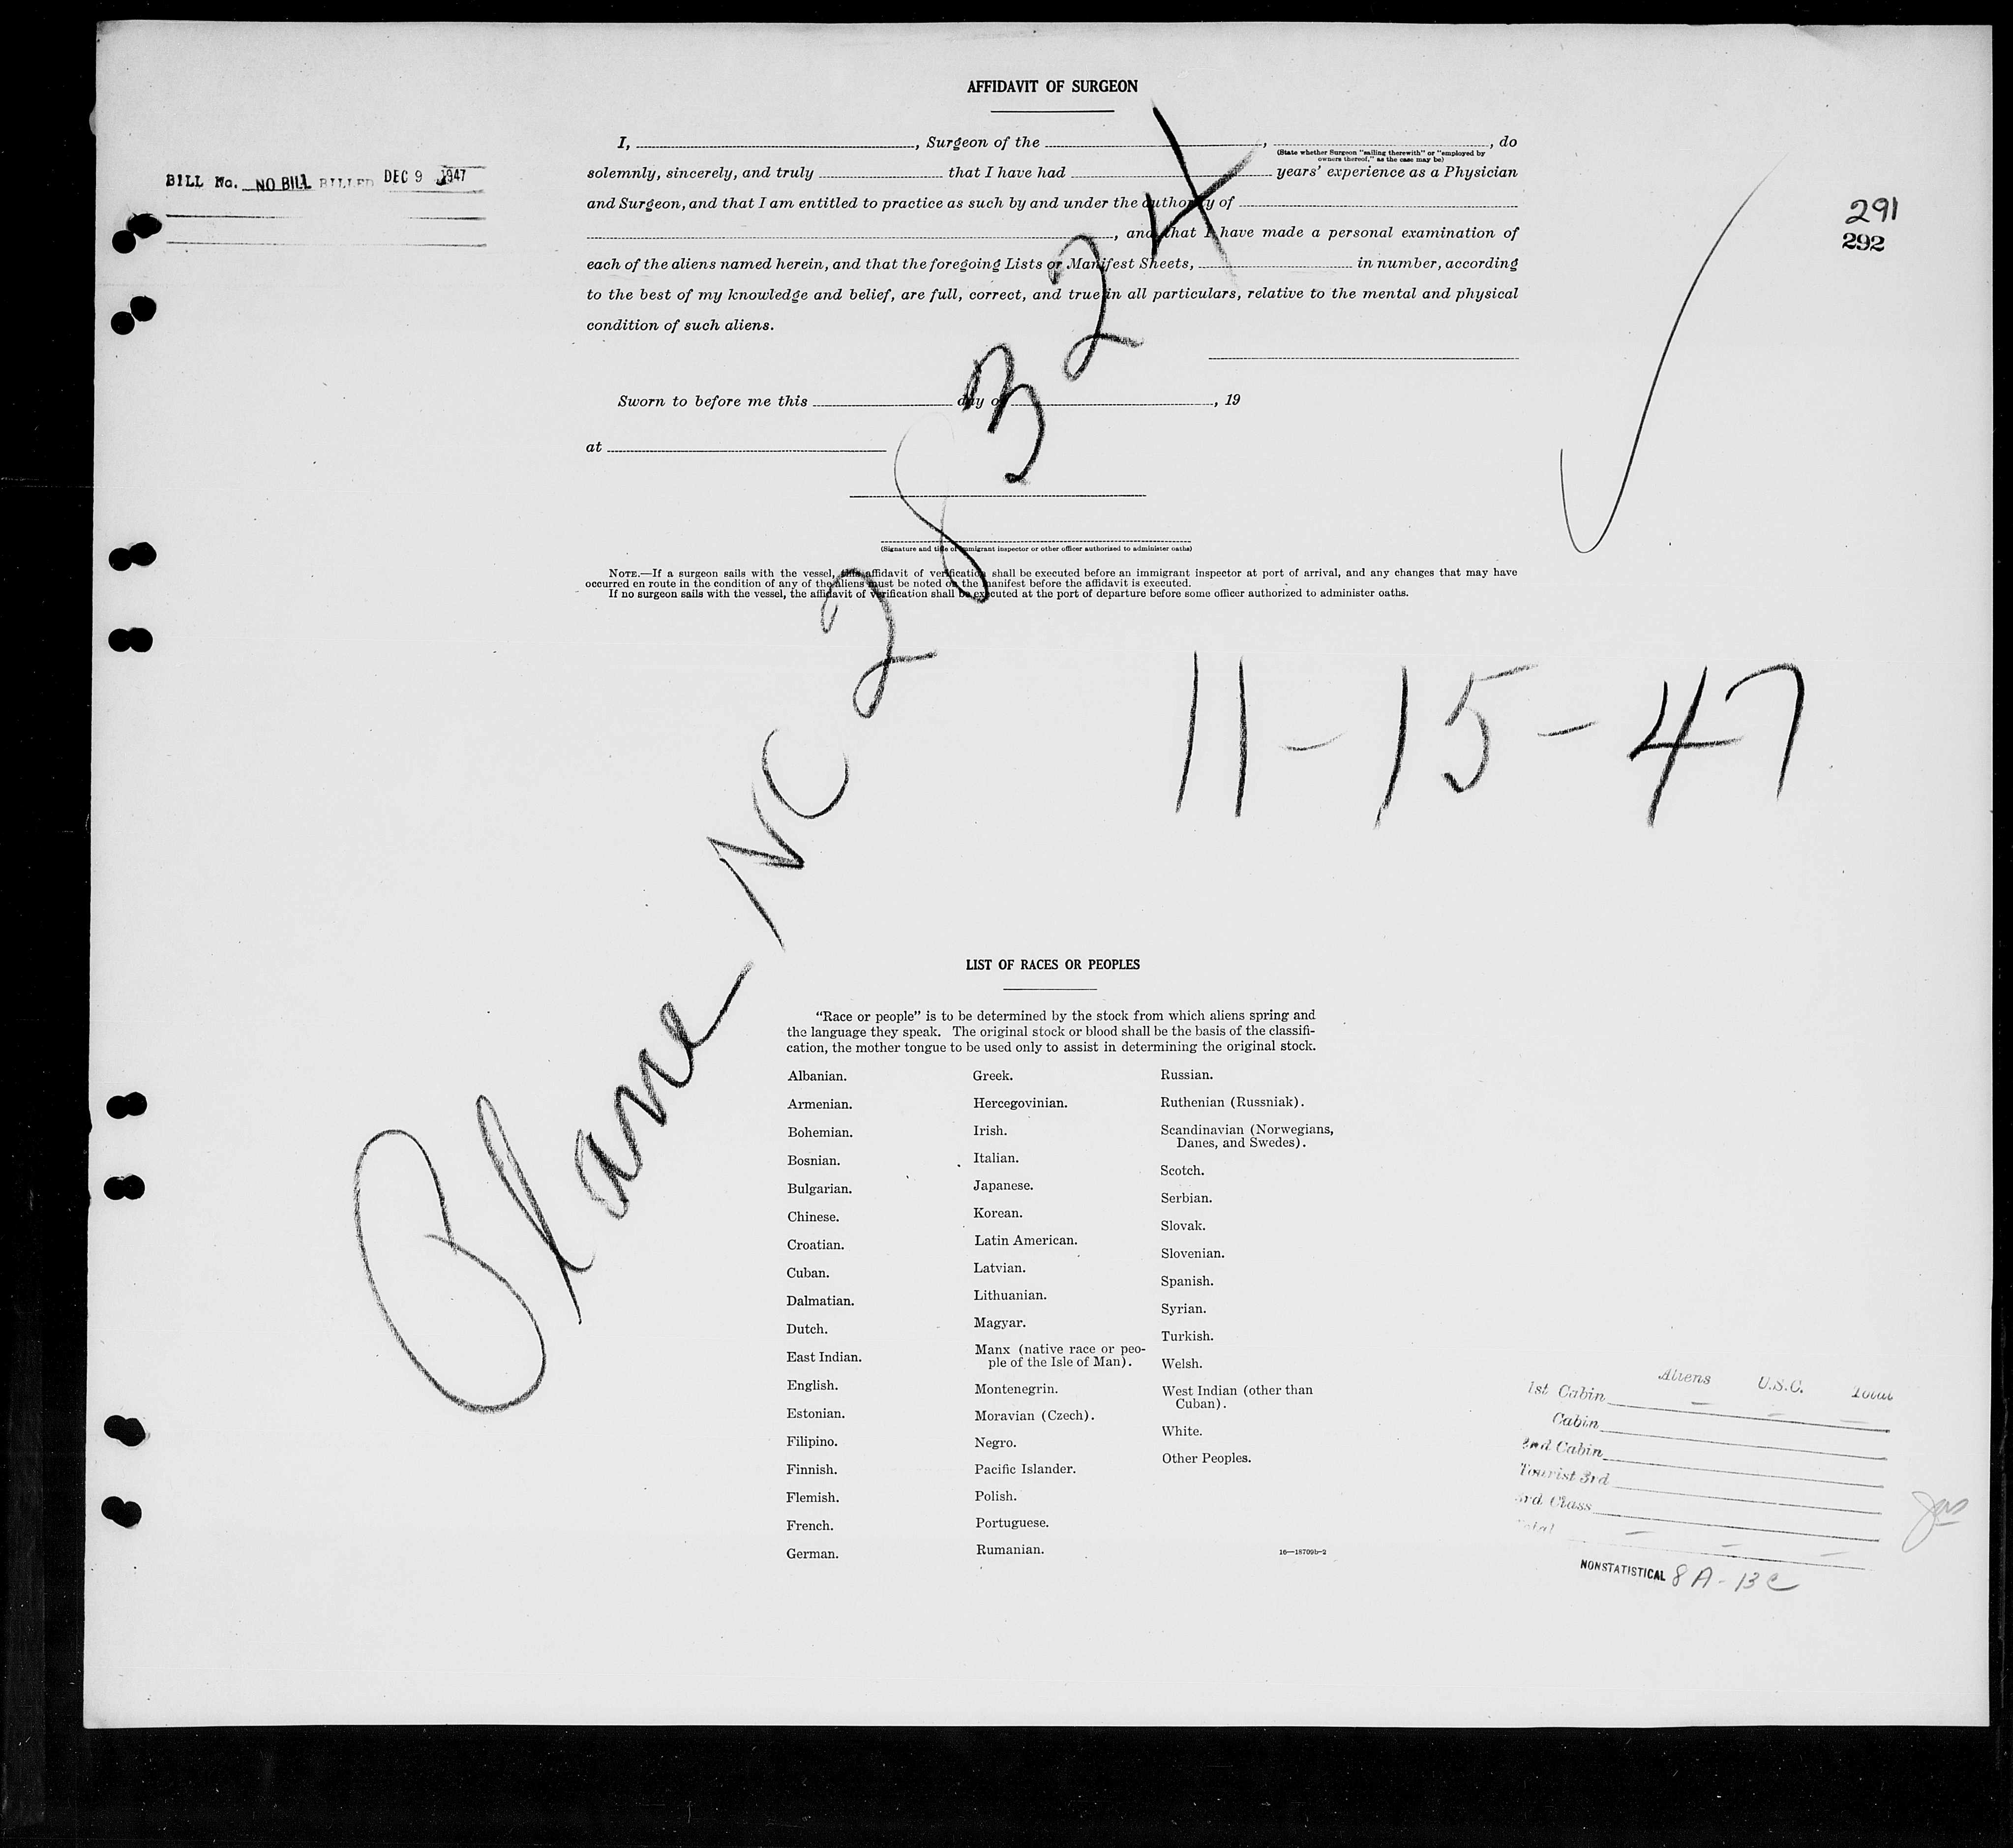 AFFIDAVIT OF SURGEON
I, , Surgeon of the , , do
(State whether Surgeon "sailing therewith" or "employed by
owners thereof," as the case may be)
solemnly, sincerely, and truly that I have had years' experience as a Physician
and Surgeon, and that I am entitled to practice as such by and under the authority of
, and that I have made a personal examination of
each of the aliens named herein, and that the foregoing Lists or Manifest Sheets, in number, according
to the best of my knowledge and belief, are full, correct, and true in all particulars, relative to the mental and physical
condition of such aliens.
Sworn to before me this day of , 19
at
(Signature and title of immigrant inspector or other officer authorized to administer oaths)
NOTE.—If a surgeon sails with the vessel, this affidavit of verification shall be executed before an immigrant inspector at port of arrival, and any changes that may have
occurred en route in the condition of any of the aliens must be noted on the manifest before the affidavit is executed.
If no surgeon sails with the vessel, the affidavit of verification shall be executed at the port of departure before some officer authorized to administer oaths.
BILL No. NO BILL BILLED DEC 9 1947
291
292
Plane NC 28324
11-15-47
LIST OF RACES OR PEOPLES
"Race or people" is to be determined by the stock from which aliens spring and
the language they speak. The original stock or blood shall be the basis of the classifi-
cation, the mother tongue to be used only to assist in determining the original stock.
Albanian.
Armenian.
Bohemian.
Bosnian.
Bulgarian.
Chinese.
Croatian.
Cuban.
Dalmatian.
Dutch.
East Indian.
English.
Estonian.
Filipino.
Finnish.
Flemish.
French.
German.
Greek.
Hercegovinian.
Irish.
Italian.
Japanese.
Korean.
Latin American.
Latvian.
Lithuanian.
Magyar.
Manx (native race or peo-
ple of the Isle of Man).
Montenegrin.
Moravian (Czech).
Negro.
Pacific Islander.
Polish.
Portuguese.
Rumanian.
Russian.
Ruthenian (Russniak).
Scandinavian (Norwegians,
Danes, and Swedes).
Scotch.
Serbian.
Slovak.
Slovenian.
Spanish.
Syrian.
Turkish.
Welsh.
West Indian (other than
Cuban).
White.
Other Peoples.
16—18709b-2
Aliens U.S.C. Total
1st Cabin — — —
Cabin
2nd Cabin
Tourist 3rd
3rd Class
Total — — —
NONSTATISTICAL 8A-13C